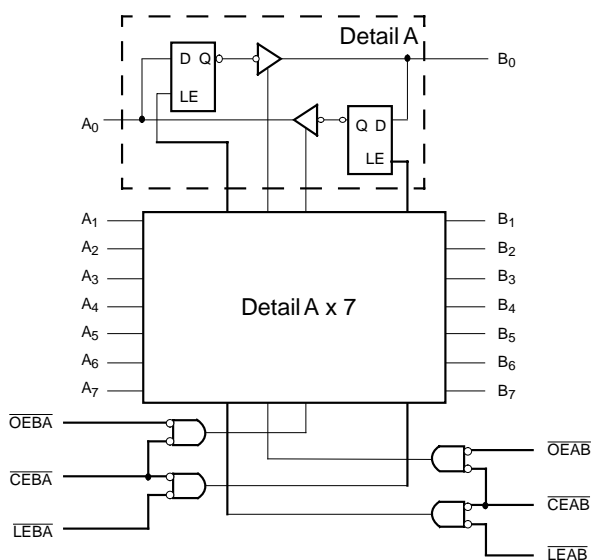 Detail A
D Q
LE
B0
A0
Q D
LE
A1
A2
A3
A4
A5
A6
A7
Detail A x 7
B1
B2
B3
B4
B5
B6
B7
OEBA
CEBA
LEBA
OEAB
CEAB
LEAB